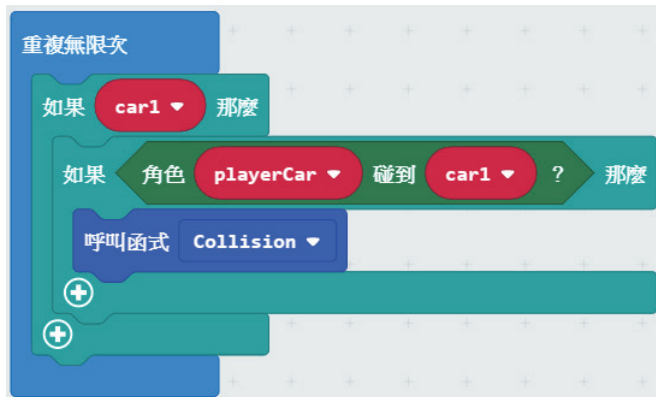 重複無限次
如果 car1 那麼
如果 角色 playerCar 碰到 car1 ? 那麼
呼叫函式 Collision